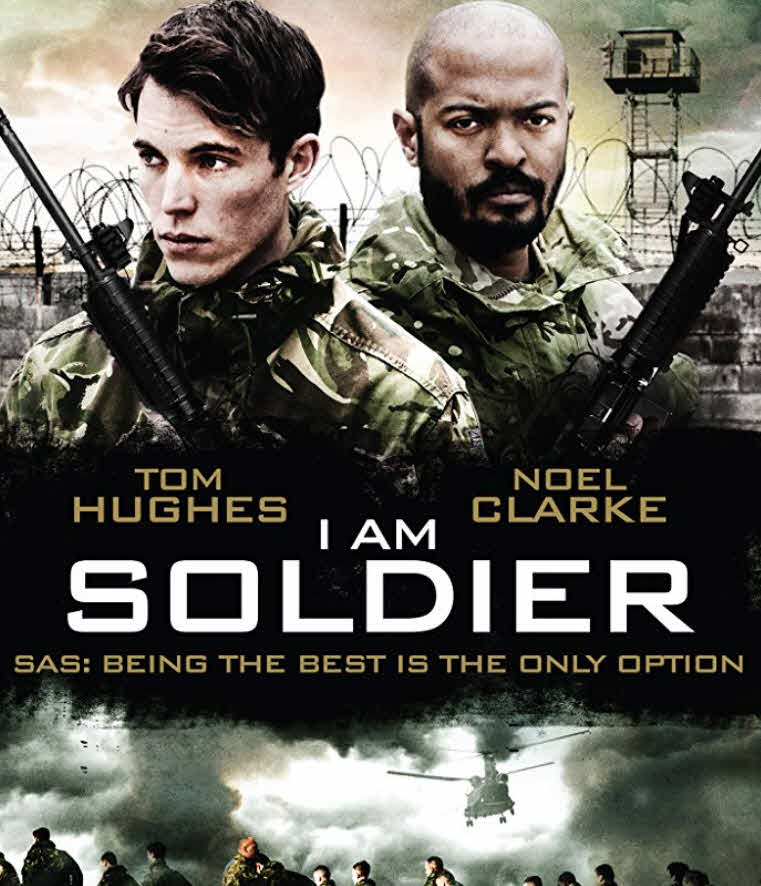 TOM HUGHES
NOEL CLARKE
I AM
SOLDIER
SAS: BEING THE BEST IS THE ONLY OPTION